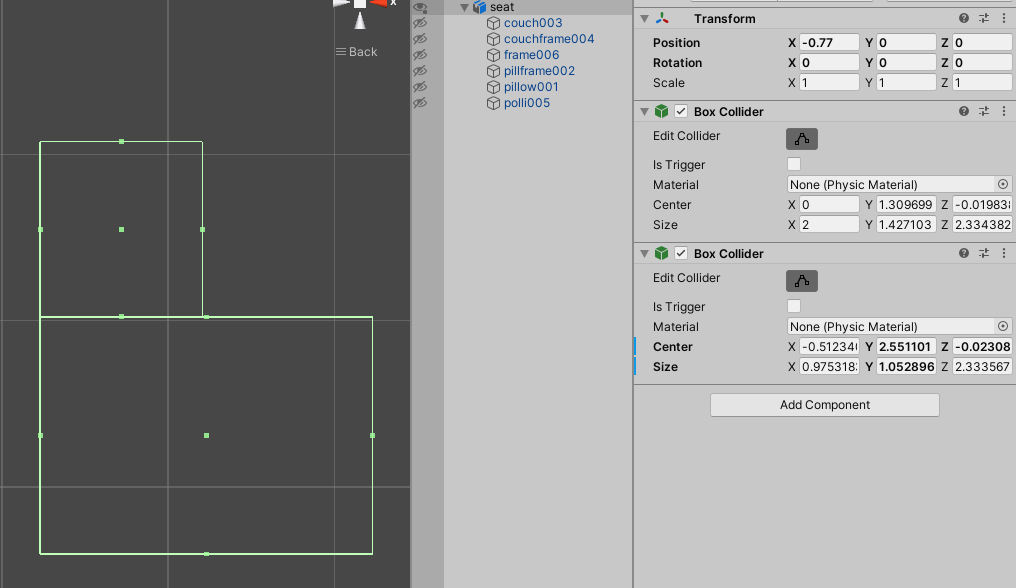 x
Back
seat
couch003
couchframe004
frame006
pillframe002
pillow001
polli005
Transform
Position X -0.77 Y 0 Z 0
Rotation X 0 Y 0 Z 0
Scale X 1 Y 1 Z 1
Box Collider
Edit Collider
Is Trigger
Material None (Physic Material)
Center X 0 Y 1.309699 Z -0.01983
Size X 2 Y 1.427103 Z 2.334382
Box Collider
Edit Collider
Is Trigger
Material None (Physic Material)
Center X -0.51234 Y 2.551101 Z -0.02308
Size X 0.975318 Y 1.052896 Z 2.333567
Add Component